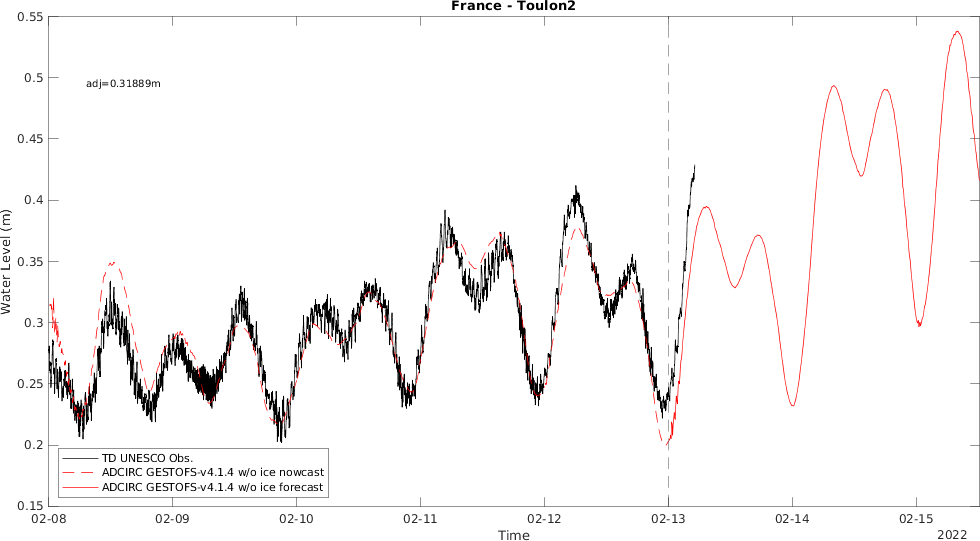 France - Toulon2
adj=0.31889m
Water Level (m)
0.55
0.5
0.45
0.4
0.35
0.3
0.25
0.2
0.15
TD UNESCO Obs.
ADCIRC GESTOFS-v4.1.4 w/o ice nowcast
ADCIRC GESTOFS-v4.1.4 w/o ice forecast
02-08 02-09 02-10 02-11 02-12 02-13 02-14 02-15
Time
2022